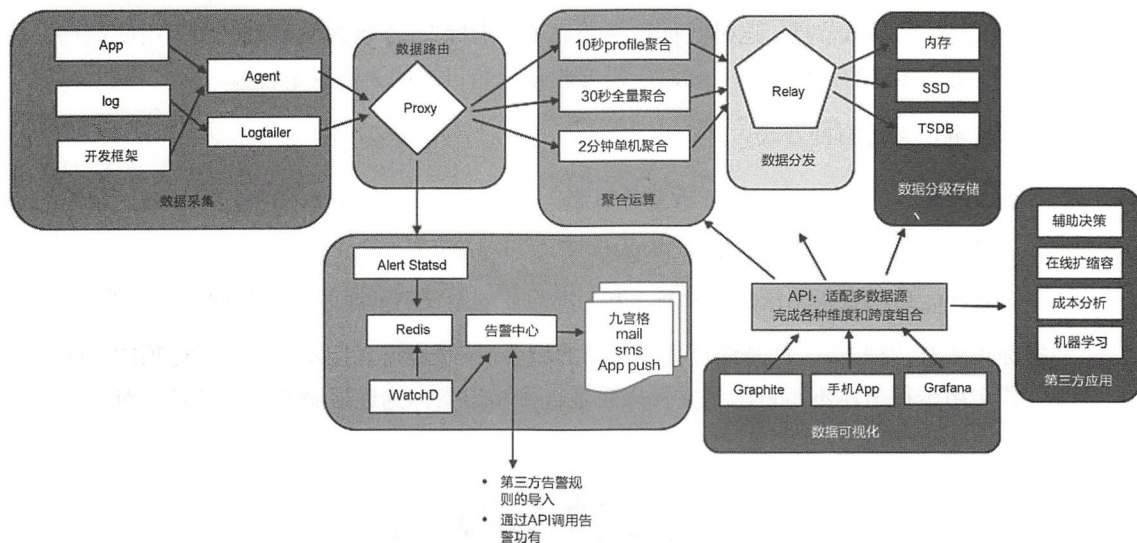 App
log
开发框架
Agent
Logtailer
数据采集
数据路由
Proxy
10秒profile聚合
30秒全量聚合
2分钟单机聚合
聚合运算
Relay
数据分发
内存
SSD
TSDB
数据分级存储
Alert Statsd
Redis
WatchD
告警中心
九宫格
mail
sms
App push
• 第三方告警规
则的导入
• 通过API调用告
警功有
API：适配多数据源
完成各种维度和跨度组合
Graphite
手机App
Grafana
数据可视化
辅助决策
在线扩缩容
成本分析
机器学习
第三方应用